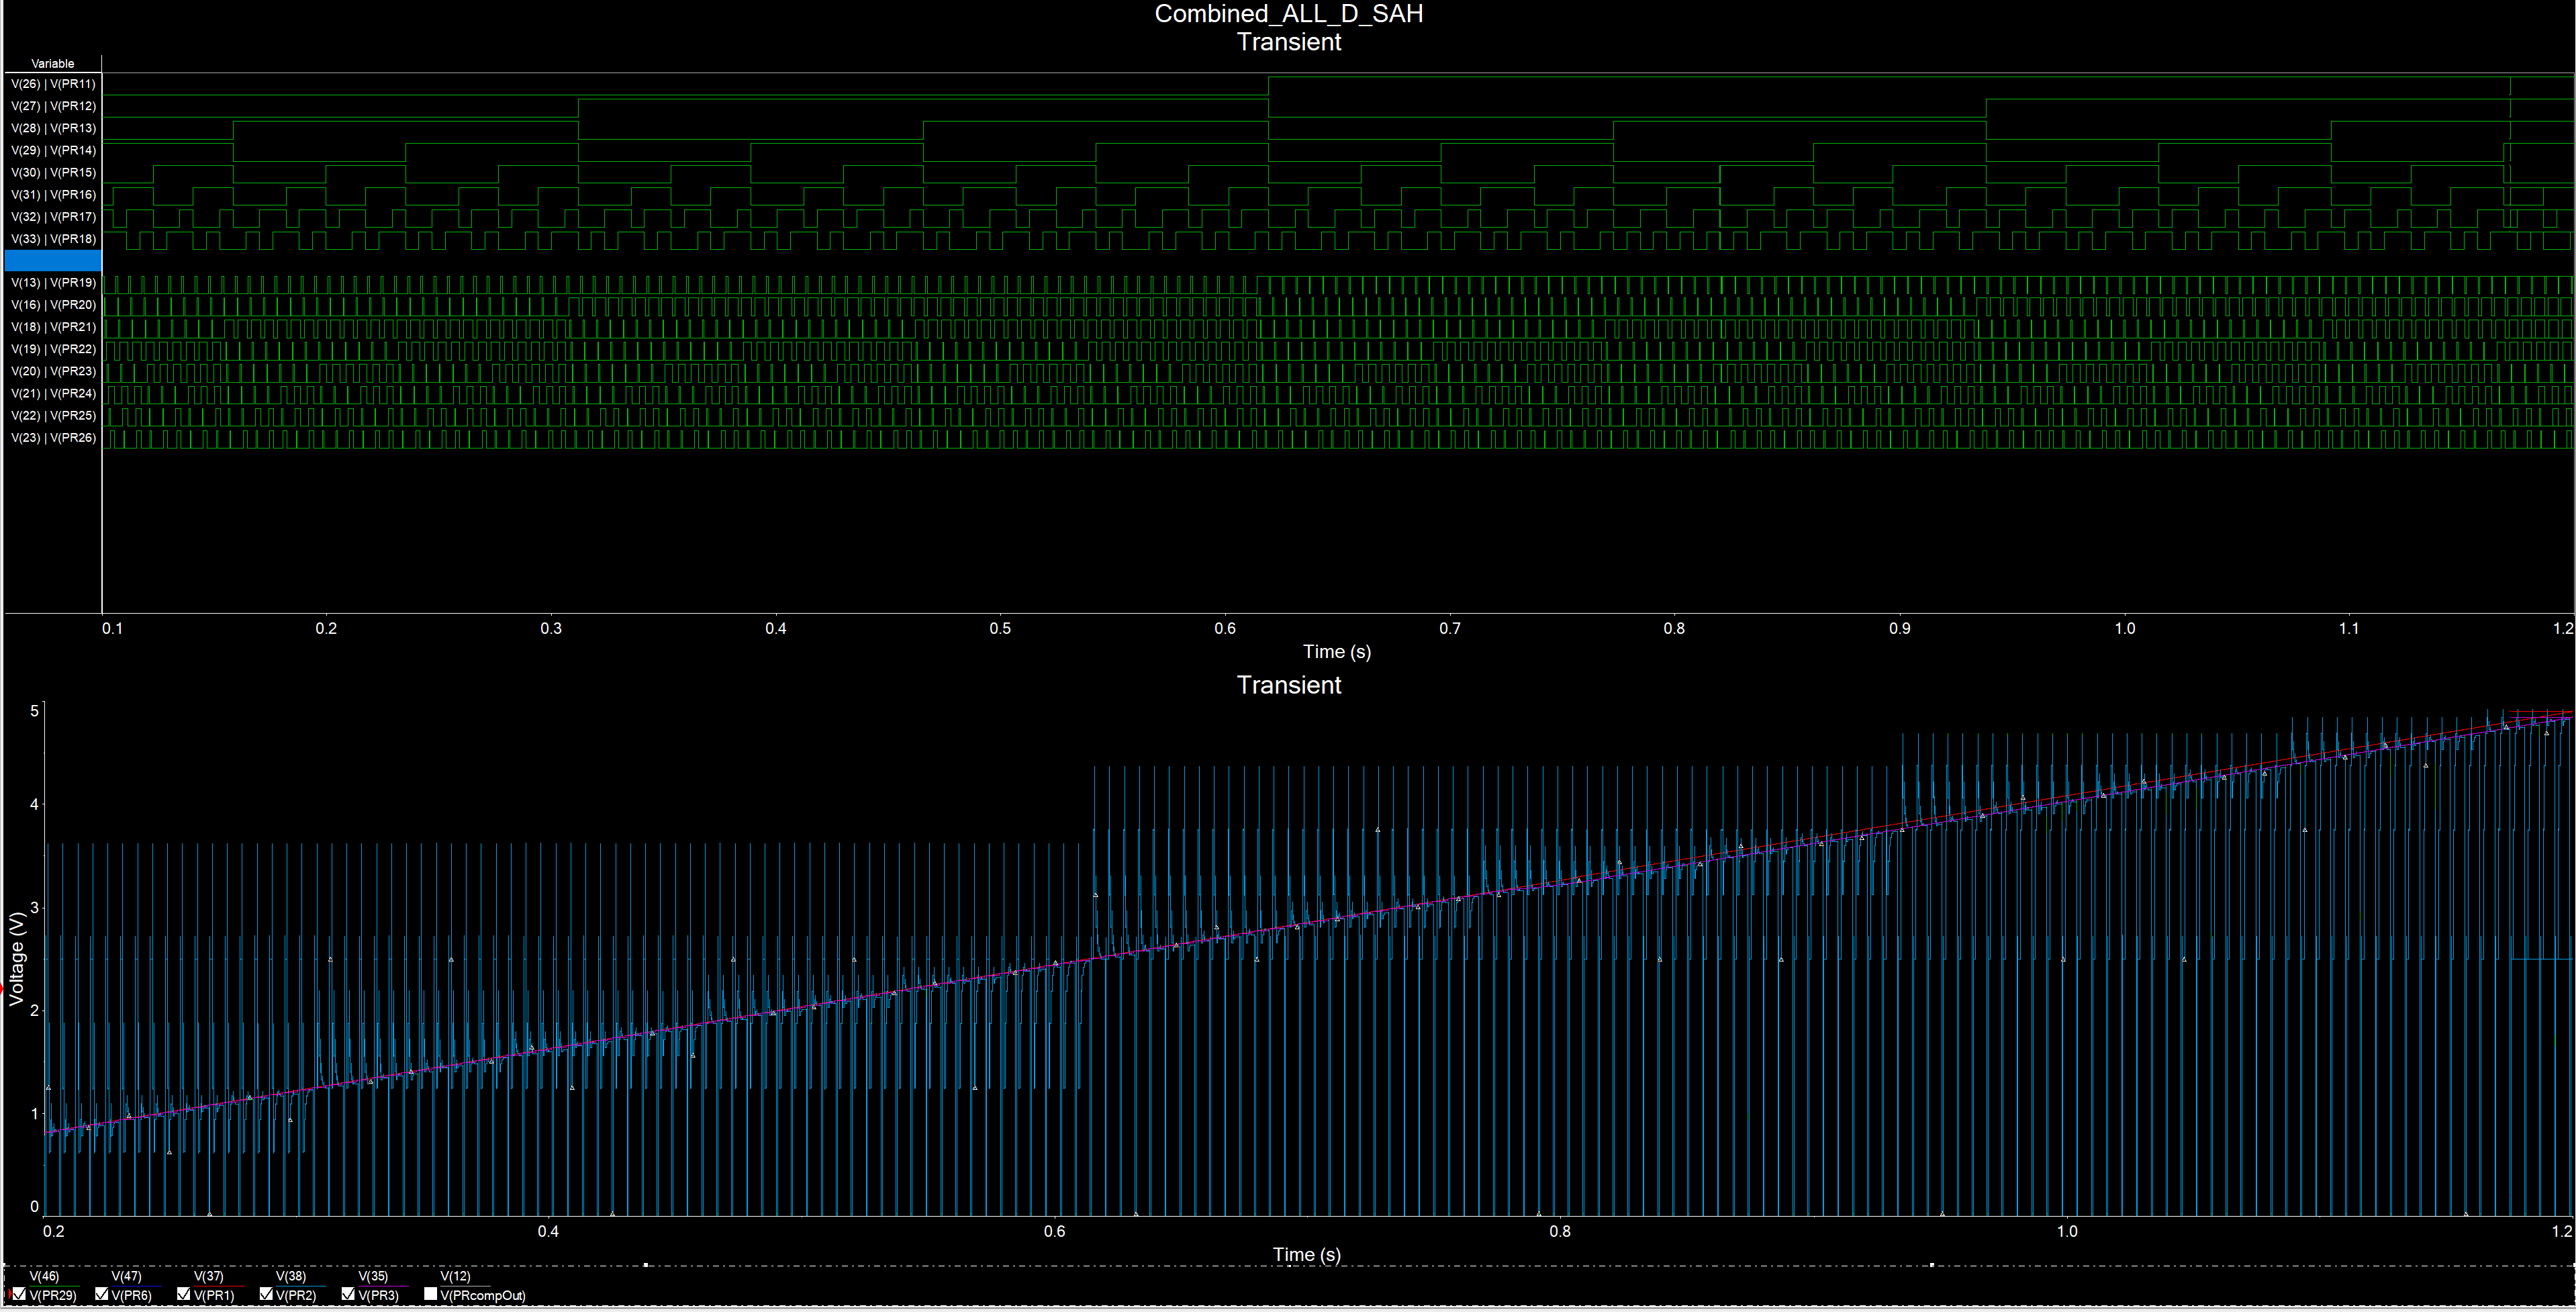 Combined_ALL_D_SAH
Transient
Variable
V(26) | V(PR11)
V(27) | V(PR12)
V(28) | V(PR13)
V(29) | V(PR14)
V(30) | V(PR15)
V(31) | V(PR16)
V(32) | V(PR17)
V(33) | V(PR18)
V(13) | V(PR19)
V(16) | V(PR20)
V(18) | V(PR21)
V(19) | V(PR22)
V(20) | V(PR23)
V(21) | V(PR24)
V(22) | V(PR25)
V(23) | V(PR26)
0.1 0.2 0.3 0.4 0.5 0.6 0.7 0.8 0.9 1.0 1.1 1.2
Time (s)
Transient
5
4
3
2
1
0
Voltage (V)
0.2 0.4 0.6 0.8 1.0 1.2
Time (s)
V(46) V(47) V(37) V(38) V(35) V(12)
V(PR29) V(PR6) V(PR1) V(PR2) V(PR3) V(PRcompOut)